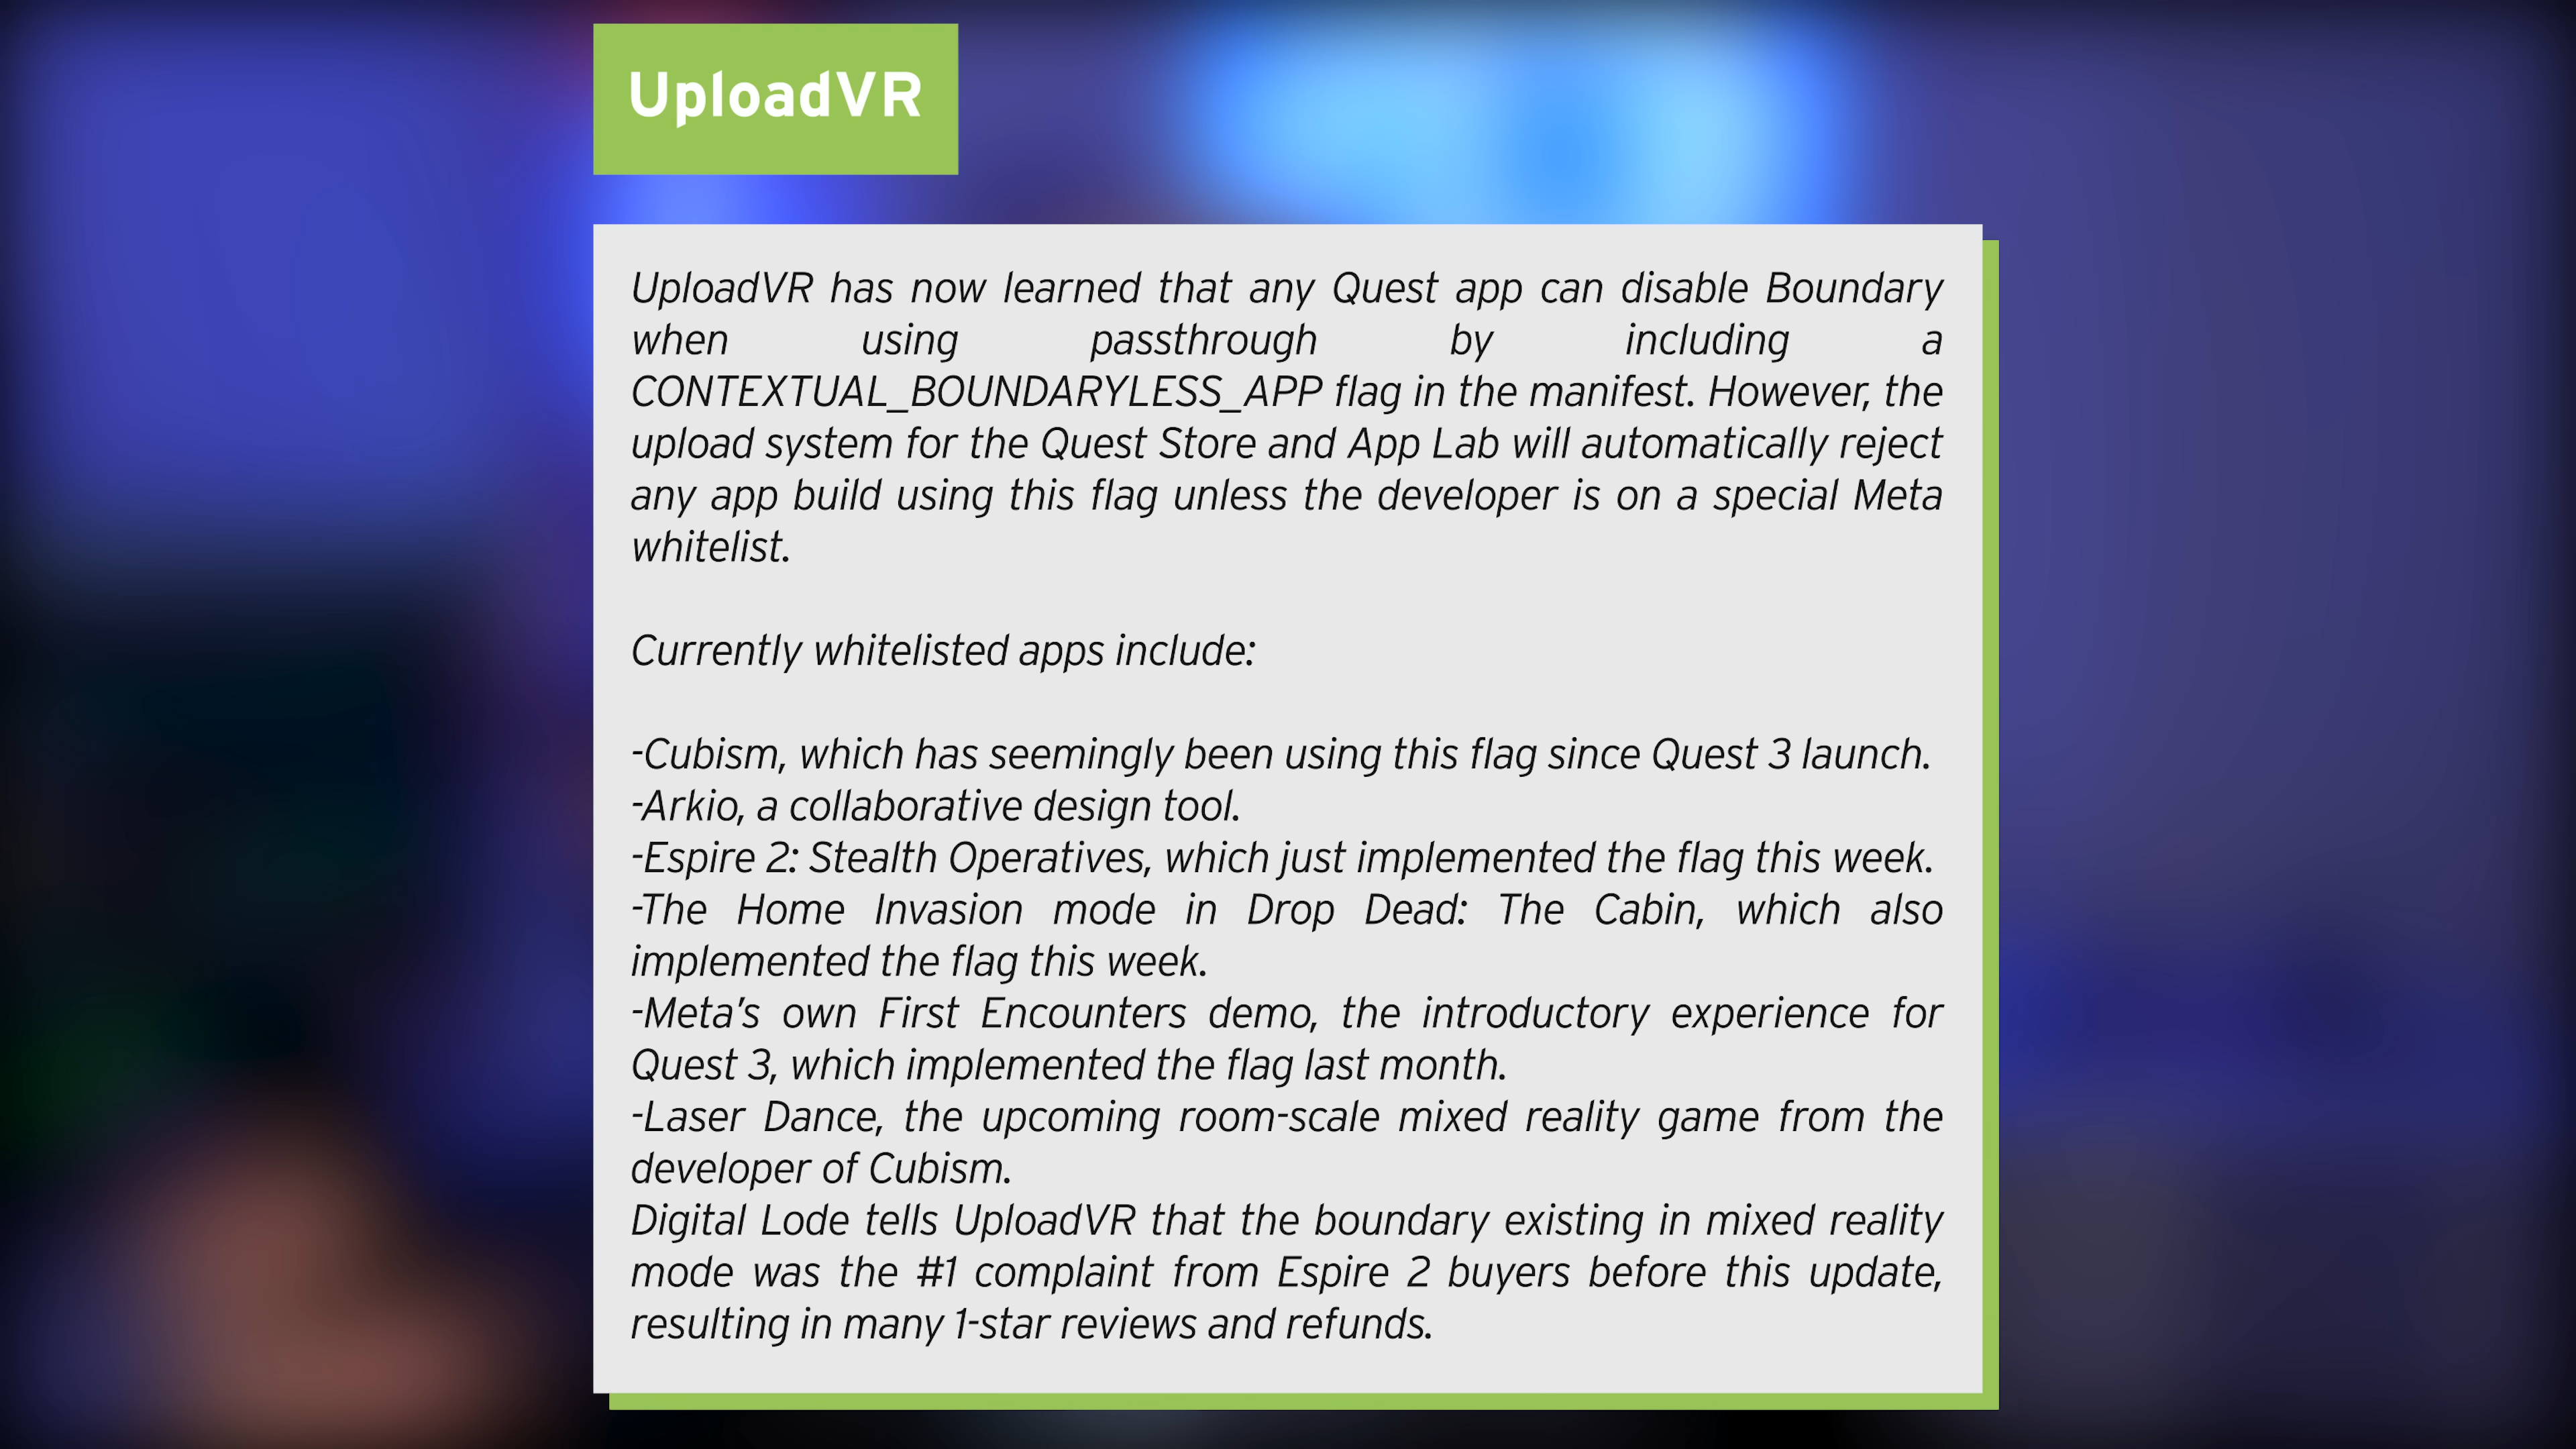 UploadVR
UploadVR has now learned that any Quest app can disable Boundary
when using passthrough by including a
CONTEXTUAL_BOUNDARYLESS_APP flag in the manifest. However, the
upload system for the Quest Store and App Lab will automatically reject
any app build using this flag unless the developer is on a special Meta
whitelist.
Currently whitelisted apps include:
-Cubism, which has seemingly been using this flag since Quest 3 launch.
-Arkio, a collaborative design tool.
-Espire 2: Stealth Operatives, which just implemented the flag this week.
-The Home Invasion mode in Drop Dead: The Cabin, which also
implemented the flag this week.
-Meta’s own First Encounters demo, the introductory experience for
Quest 3, which implemented the flag last month.
-Laser Dance, the upcoming room-scale mixed reality game from the
developer of Cubism.
Digital Lode tells UploadVR that the boundary existing in mixed reality
mode was the #1 complaint from Espire 2 buyers before this update,
resulting in many 1-star reviews and refunds.